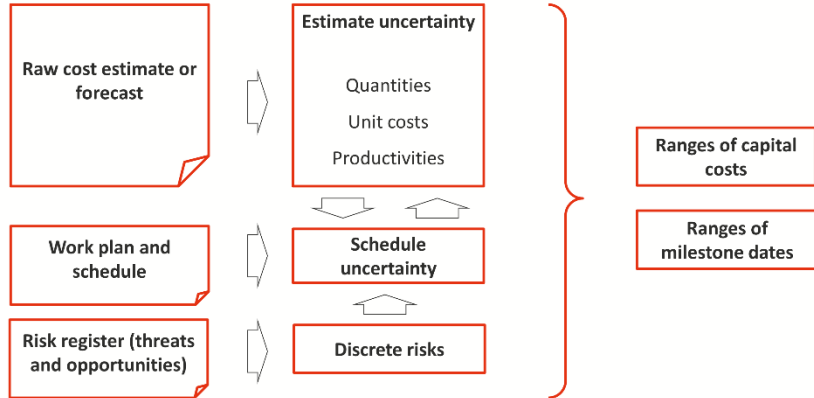 Raw cost estimate or
forecast
Estimate uncertainty
Quantities
Unit costs
Productivities
Work plan and
schedule
Schedule
uncertainty
Risk register (threats
and opportunities)
Discrete risks
Ranges of capital
costs
Ranges of
milestone dates